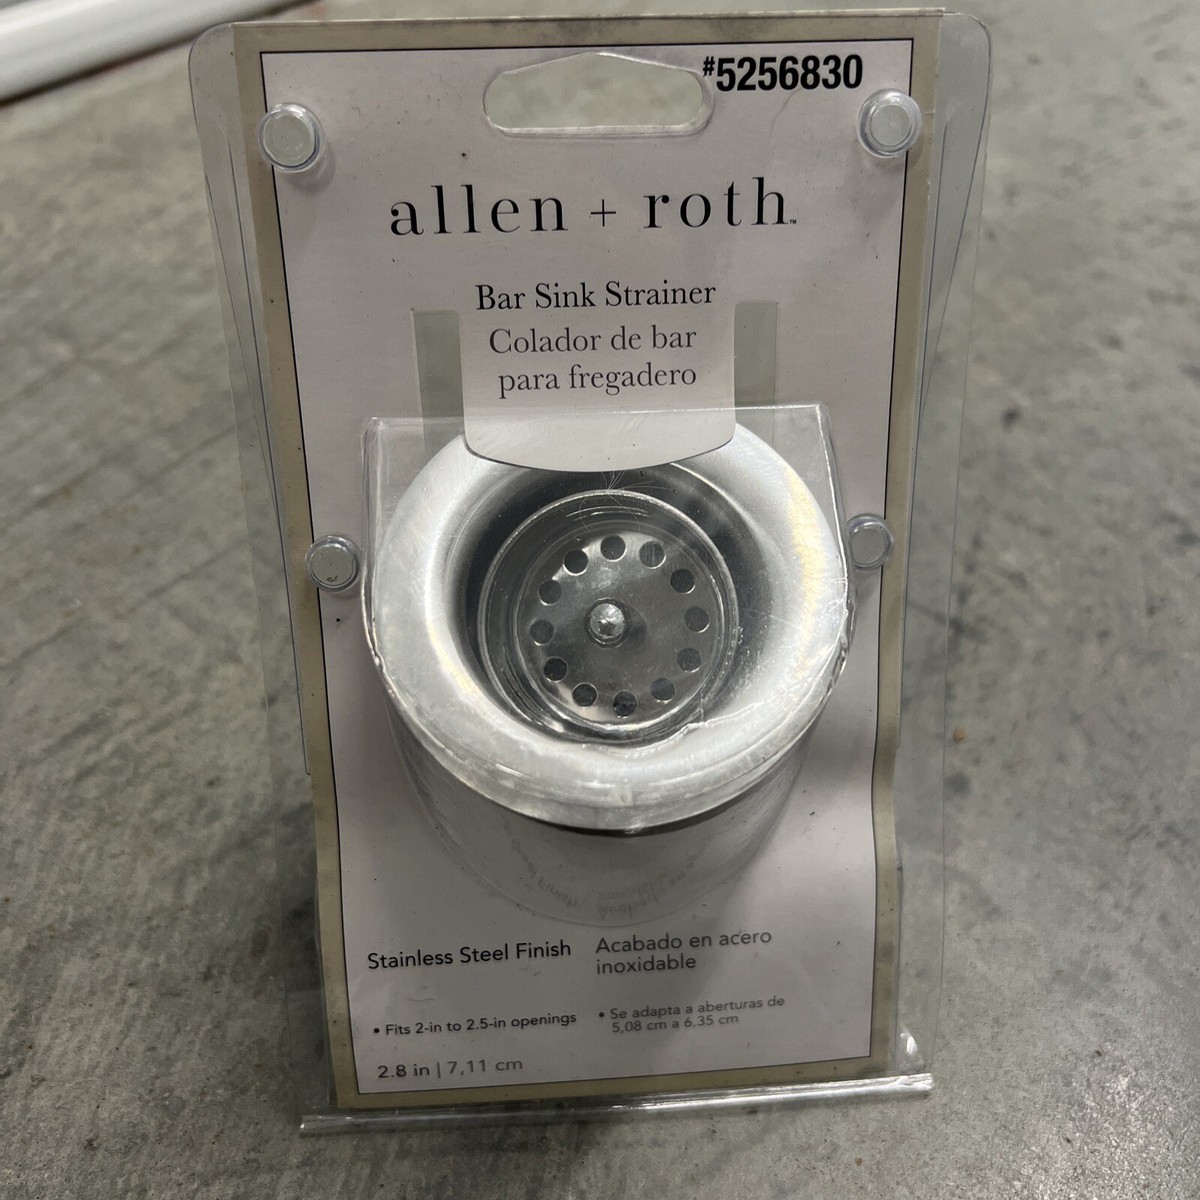 #5256830
allen + roth™
Bar Sink Strainer
Colador de bar
para fregadero
Stainless Steel Finish
Acabado en acero
inoxidable
• Fits 2-in to 2.5-in openings
• Se adapta a aberturas de
5,08 cm a 6,35 cm
2.8 in | 7,11 cm